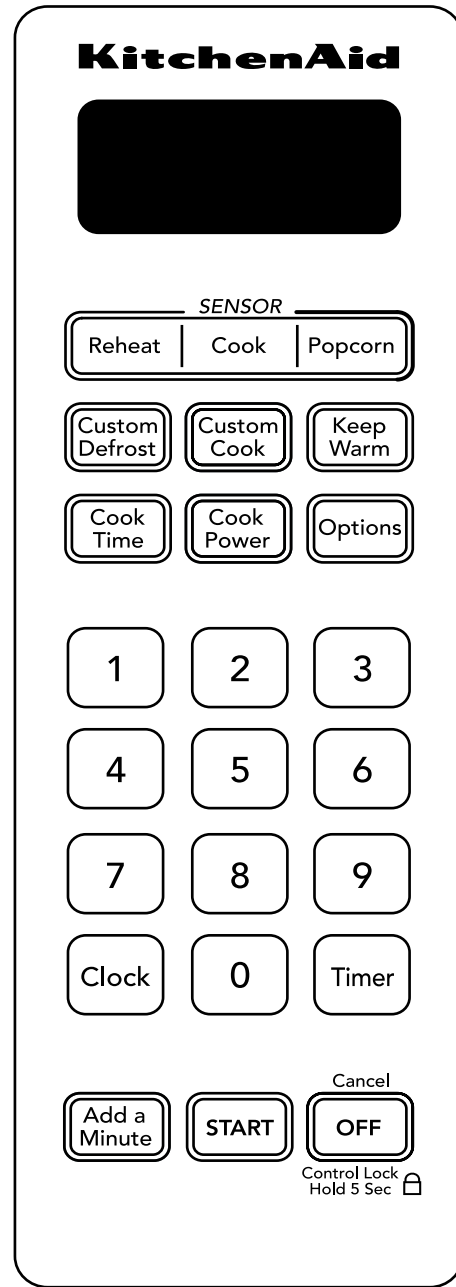 KitchenAid
SENSOR
Reheat Cook Popcorn
Custom Custom Keep
Defrost Cook Warm
Cook Cook Options
Time Power
1 2 3
4 5 6
7 8 9
Clock 0 Timer
Cancel
Add a START OFF
Minute
Control Lock
Hold 5 Sec